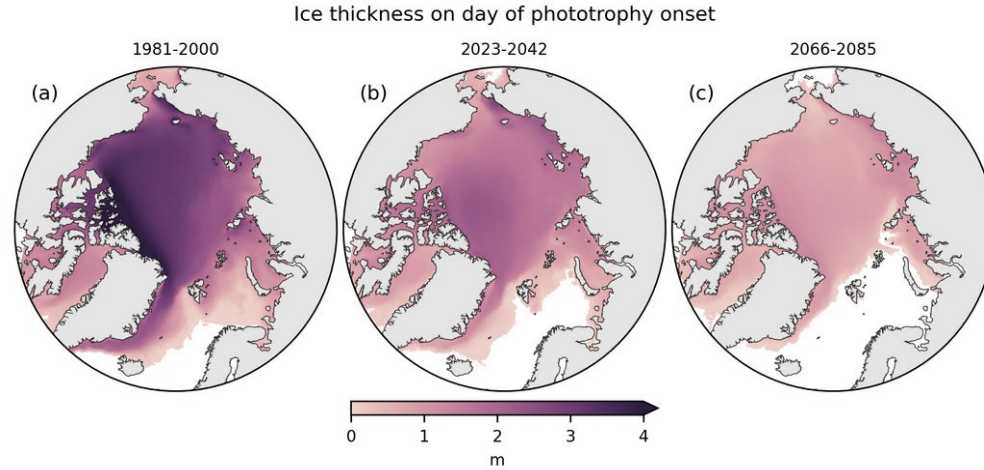 Ice thickness on day of phototrophy onset
1981-2000
2023-2042
2066-2085
(a)
(b)
(c)
0 1 2 3 4
m